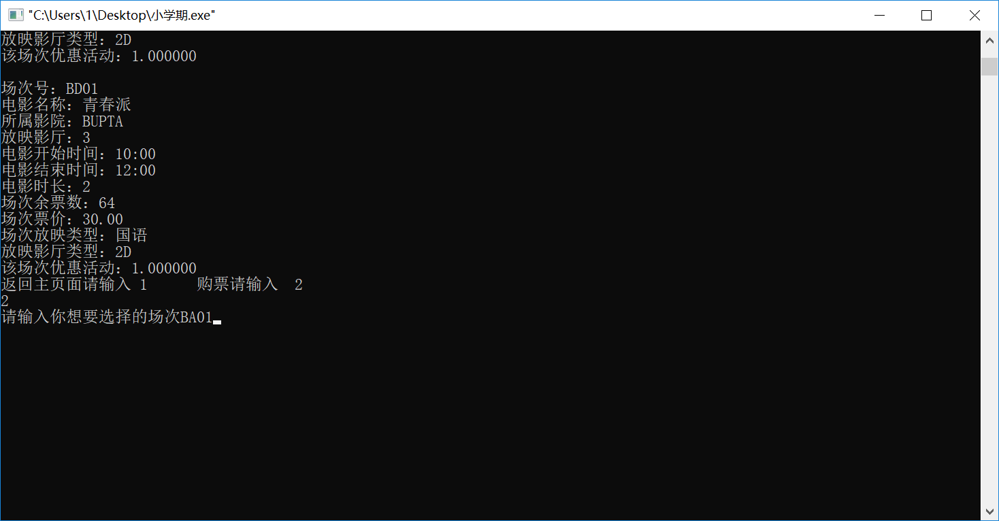 "C:\Users\1\Desktop\小学期.exe"
放映影厅类型：2D
该场次优惠活动：1.000000
场次号：BD01
电影名称：青春派
所属影院：BUPTA
放映影厅：3
电影开始时间：10:00
电影结束时间：12:00
电影时长：2
场次余票数：64
场次票价：30.00
场次放映类型：国语
放映影厅类型：2D
该场次优惠活动：1.000000
返回主页面请输入 1      购票请输入  2
2
请输入你想要选择的场次BA01